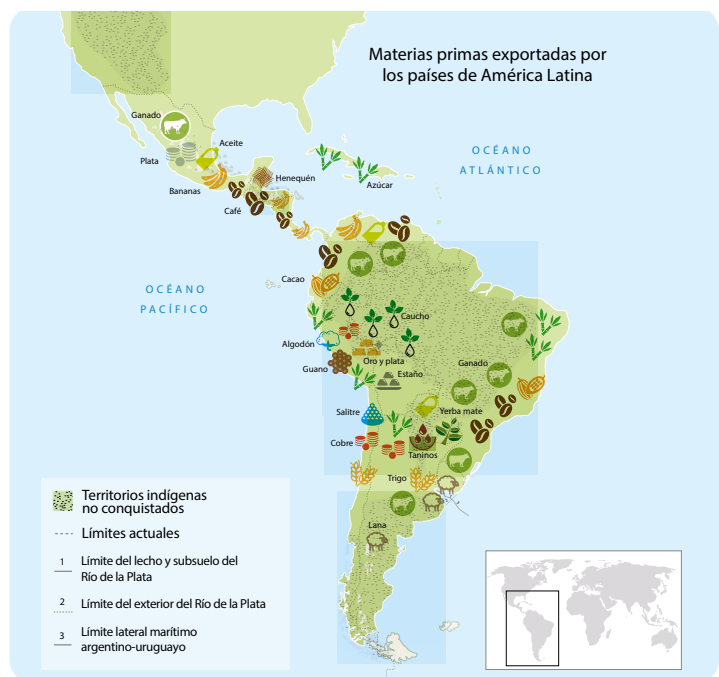 Materias primas exportadas por
los países de América Latina
Ganado
Aceite
Plata
Henequén
Bananas
Azúcar
Café
OCÉANO
ATLÁNTICO
OCÉANO
PACÍFICO
Cacao
Caucho
Algodón
Oro y plata
Guano
Ganado
Estaño
Salitre
Yerba mate
Cobre
Taninos
Trigo
Lana
Territorios indígenas
no conquistados
Límites actuales
1 Límite del lecho y subsuelo del
Río de la Plata
2 Límite del exterior del Río de la Plata
3 Límite lateral marítimo
argentino-uruguayo